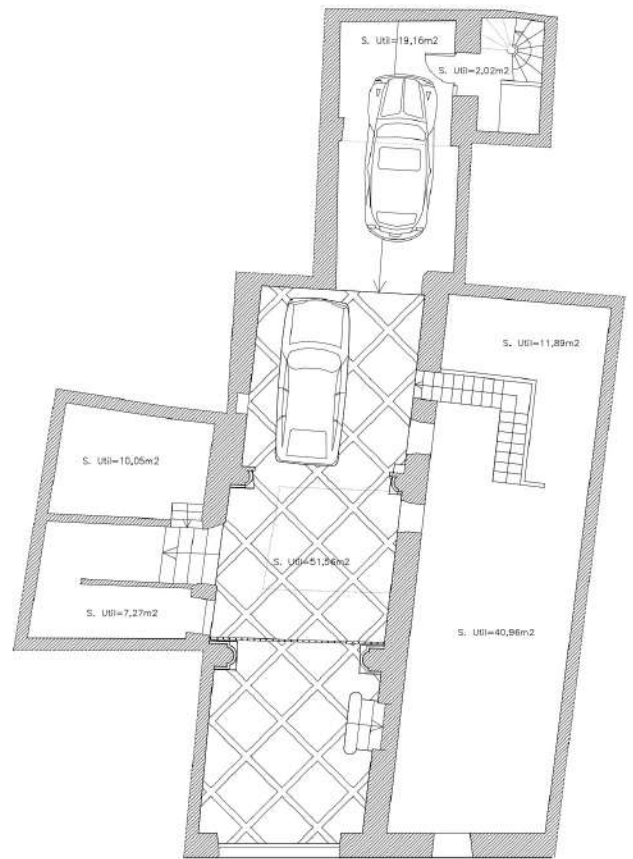 S. Util=19,16m2
S. Util=2,02m2
S. Util=11,89m2
S. Util=10,05m2
S. Util=51,56m2
S. Util=7,27m2
S. Util=40,96m2